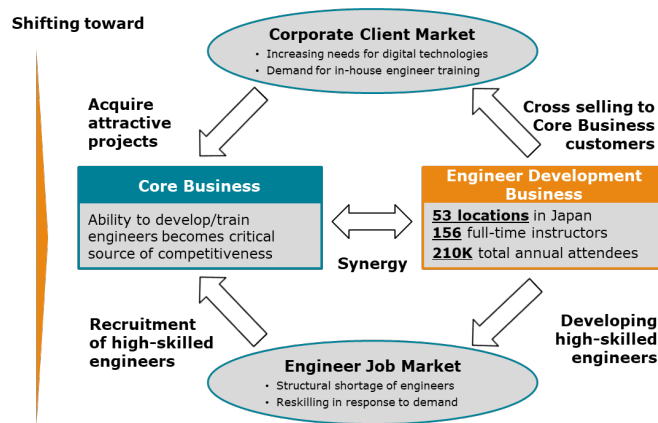 Shifting toward
Corporate Client Market
• Increasing needs for digital technologies
• Demand for in-house engineer training
Acquire
attractive
projects
Cross selling to
Core Business
customers
Core Business
Ability to develop/train
engineers becomes critical
source of competitiveness
Synergy
Engineer Development
Business
53 locations in Japan
156 full-time instructors
210K total annual attendees
Recruitment
of high-skilled
engineers
Developing
high-skilled
engineers
Engineer Job Market
• Structural shortage of engineers
• Reskilling in response to demand